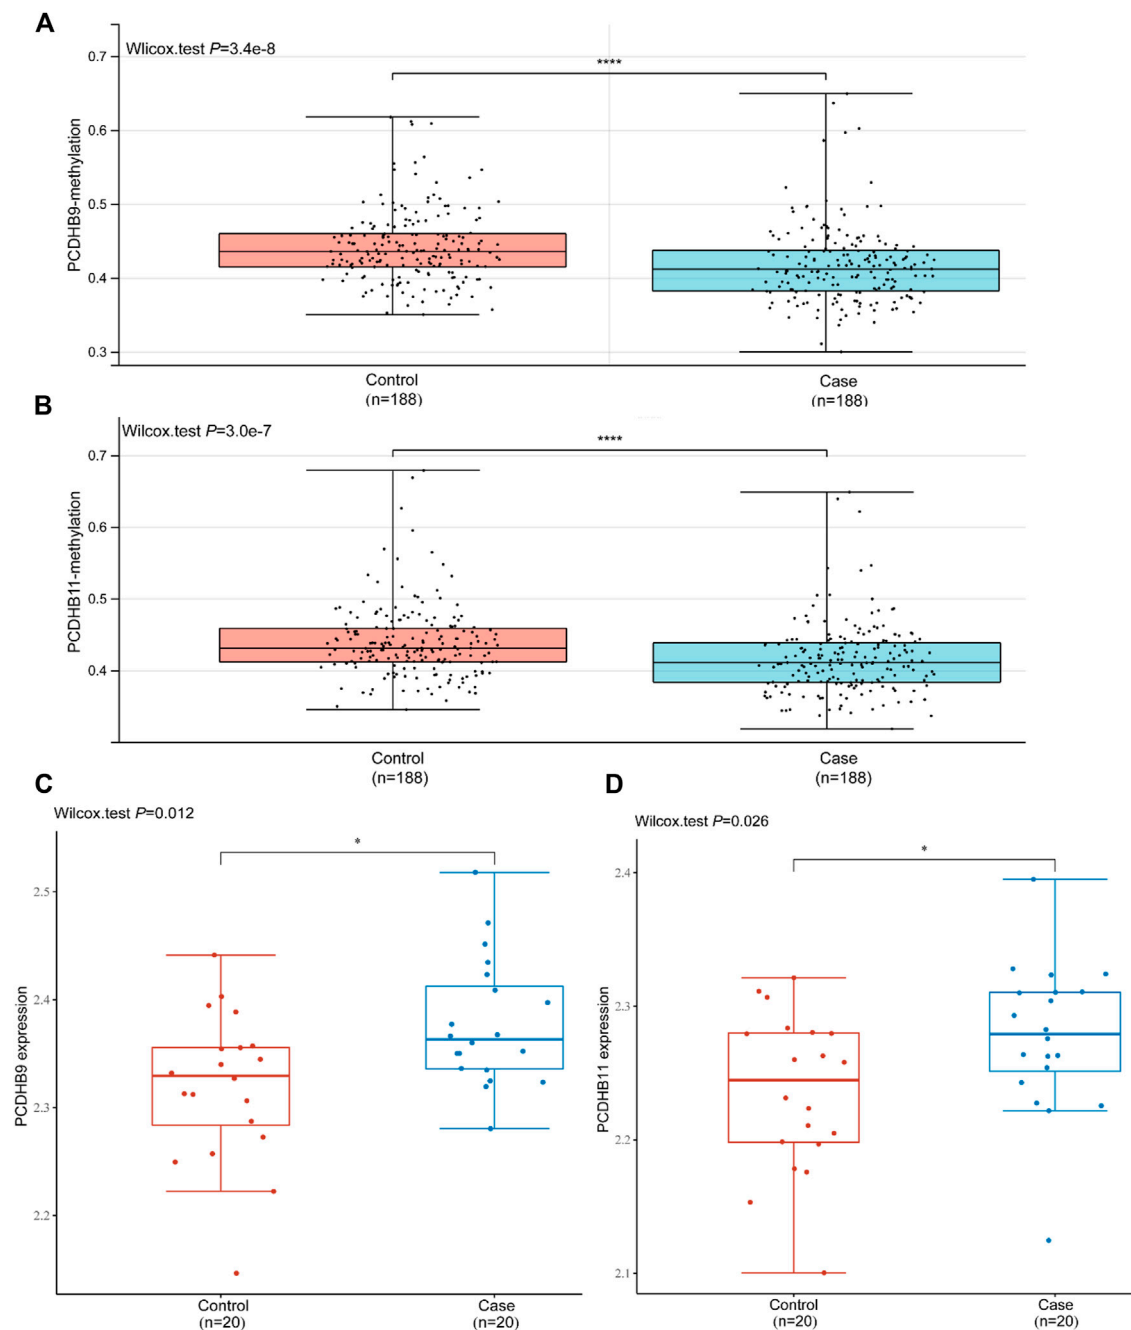 A
Wlicox.test P=3.4e-8
****
0.7
0.6
0.5
0.4
0.3
PCDHB9-methylation
Control
(n=188)
Case
(n=188)
B
Wilcox.test P=3.0e-7
****
0.7
0.6
0.5
0.4
PCDHB11-methylation
Control
(n=188)
Case
(n=188)
C
Wilcox.test P=0.012
*
2.5
2.4
2.3
2.2
PCDHB9 expression
Control
(n=20)
Case
(n=20)
D
Wilcox.test P=0.026
*
2.4
2.3
2.2
2.1
PCDHB11 expression
Control
(n=20)
Case
(n=20)